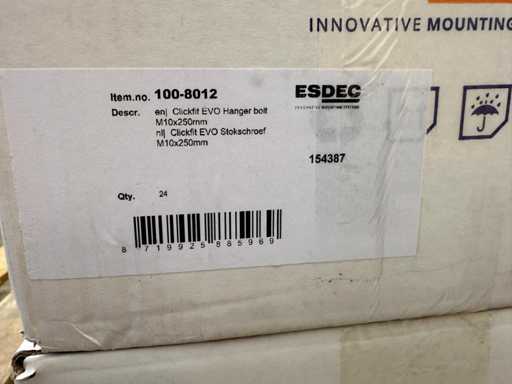 INNOVATIVE MOUNTING
Item.no. 100-8012
ESDEC
Descr. en| Clickfit EVO Hanger bolt
M10x250mm
nl| Clickfit EVO Stokschroef
M10x250mm
154387
Qty. 24
8 719925 885969